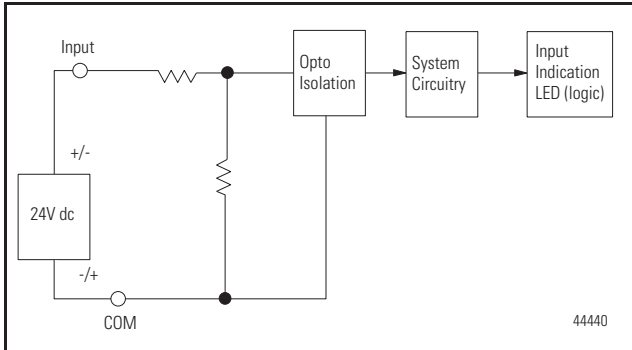 Input
Opto
Isolation
System
Circuitry
Input
Indication
LED (logic)
+/-
24V dc
-/+
COM
44440